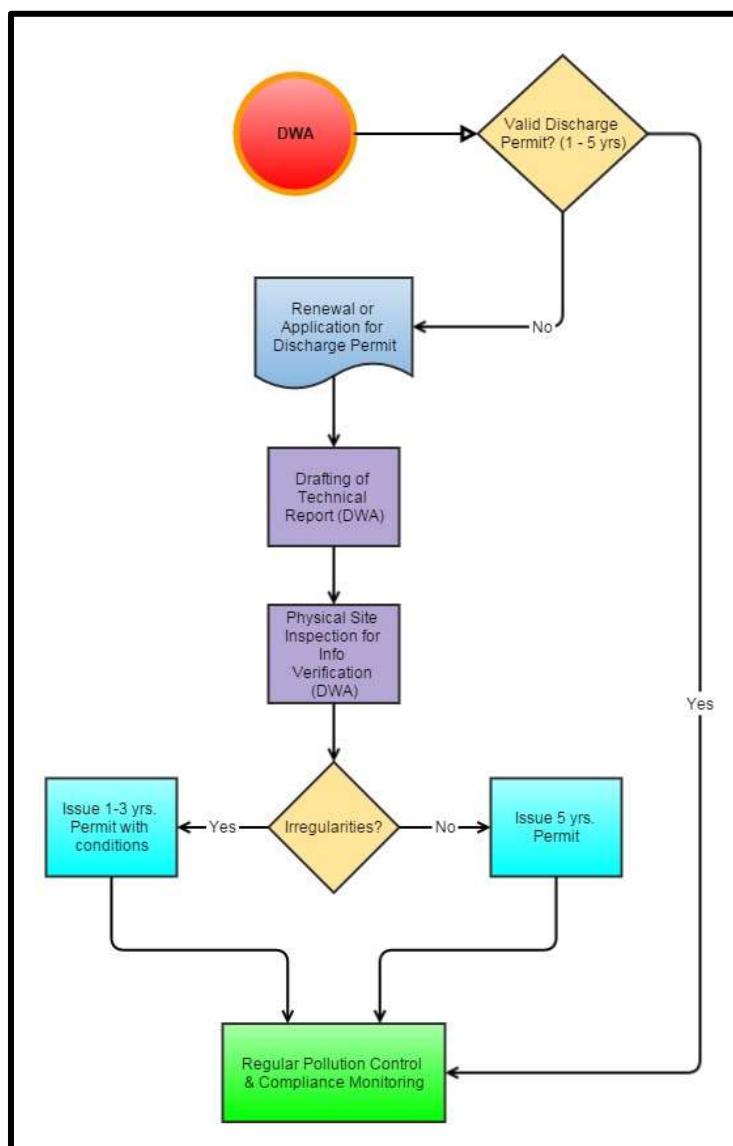 DWA
Valid Discharge
Permit? (1 - 5 yrs)
Renewal or
Application for
Discharge Permit
No
Drafting of
Technical
Report (DWA)
Physical Site
Inspection for
Info
Verification
(DWA)
Yes
Issue 1-3 yrs.
Permit with
conditions
Yes
Irregularities?
No
Issue 5 yrs.
Permit
Regular Pollution Control
& Compliance Monitoring